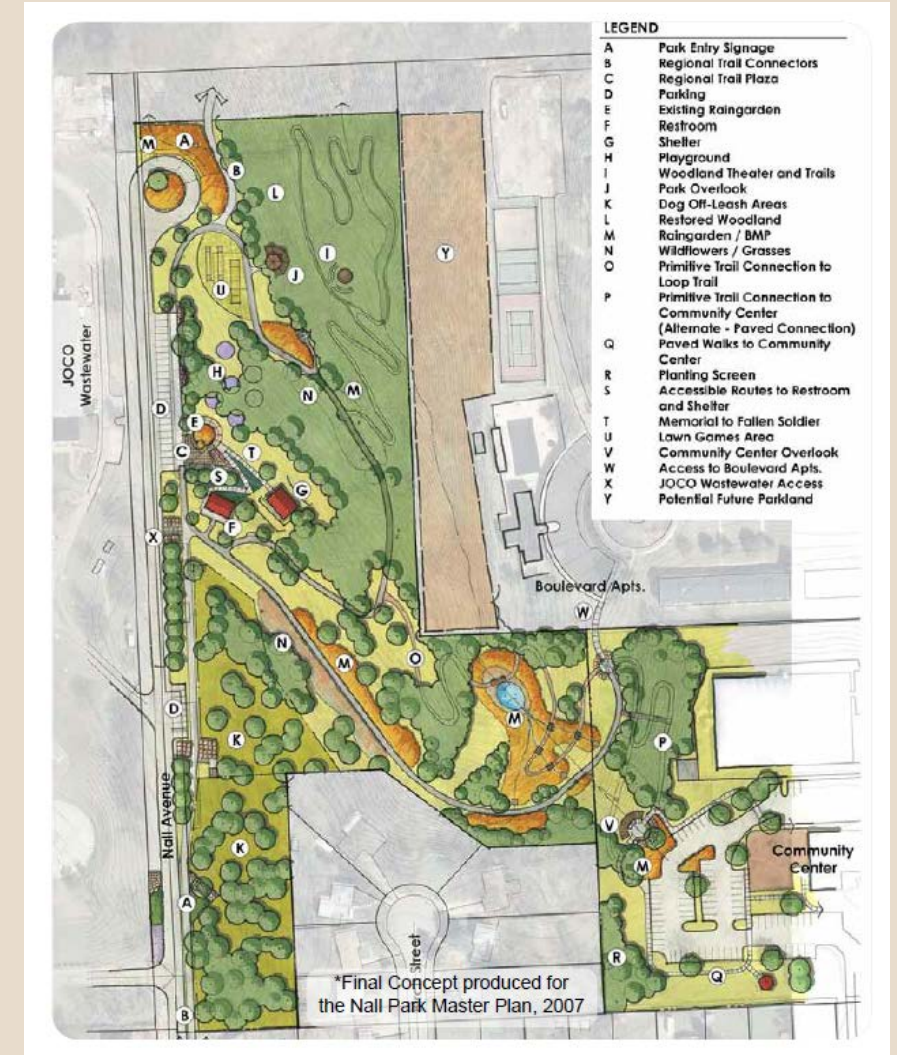 LEGEND
A Park Entry Signage
B Regional Trail Connectors
C Regional Trail Plaza
D Parking
E Existing Raingarden
F Restroom
G Shelter
H Playground
I Woodland Theater and Trails
J Park Overlook
K Dog Off-Leash Areas
L Restored Woodland
M Raingarden / BMP
N Wildflowers / Grasses
O Primitive Trail Connection to
Loop Trail
P Primitive Trail Connection to
Community Center
(Alternate - Paved Connection)
Q Paved Walks to Community
Center
R Planting Screen
S Accessible Routes to Restroom
and Shelter
T Memorial to Fallen Soldier
U Lawn Games Area
V Community Center Overlook
W Access to Boulevard Apts.
X JOCO Wastewater Access
Y Potential Future Parkland
M
A
B
L
I
Y
J
U
JOCO
Wastewater
H
N
M
D
E
C
T
S
G
F
X
Boulevard Apts.
W
N
M
O
M
D
K
P
Nall Avenue
K
V
M
Community
Center
A
R
Q
Street
*Final Concept produced for
the Nall Park Master Plan, 2007
B